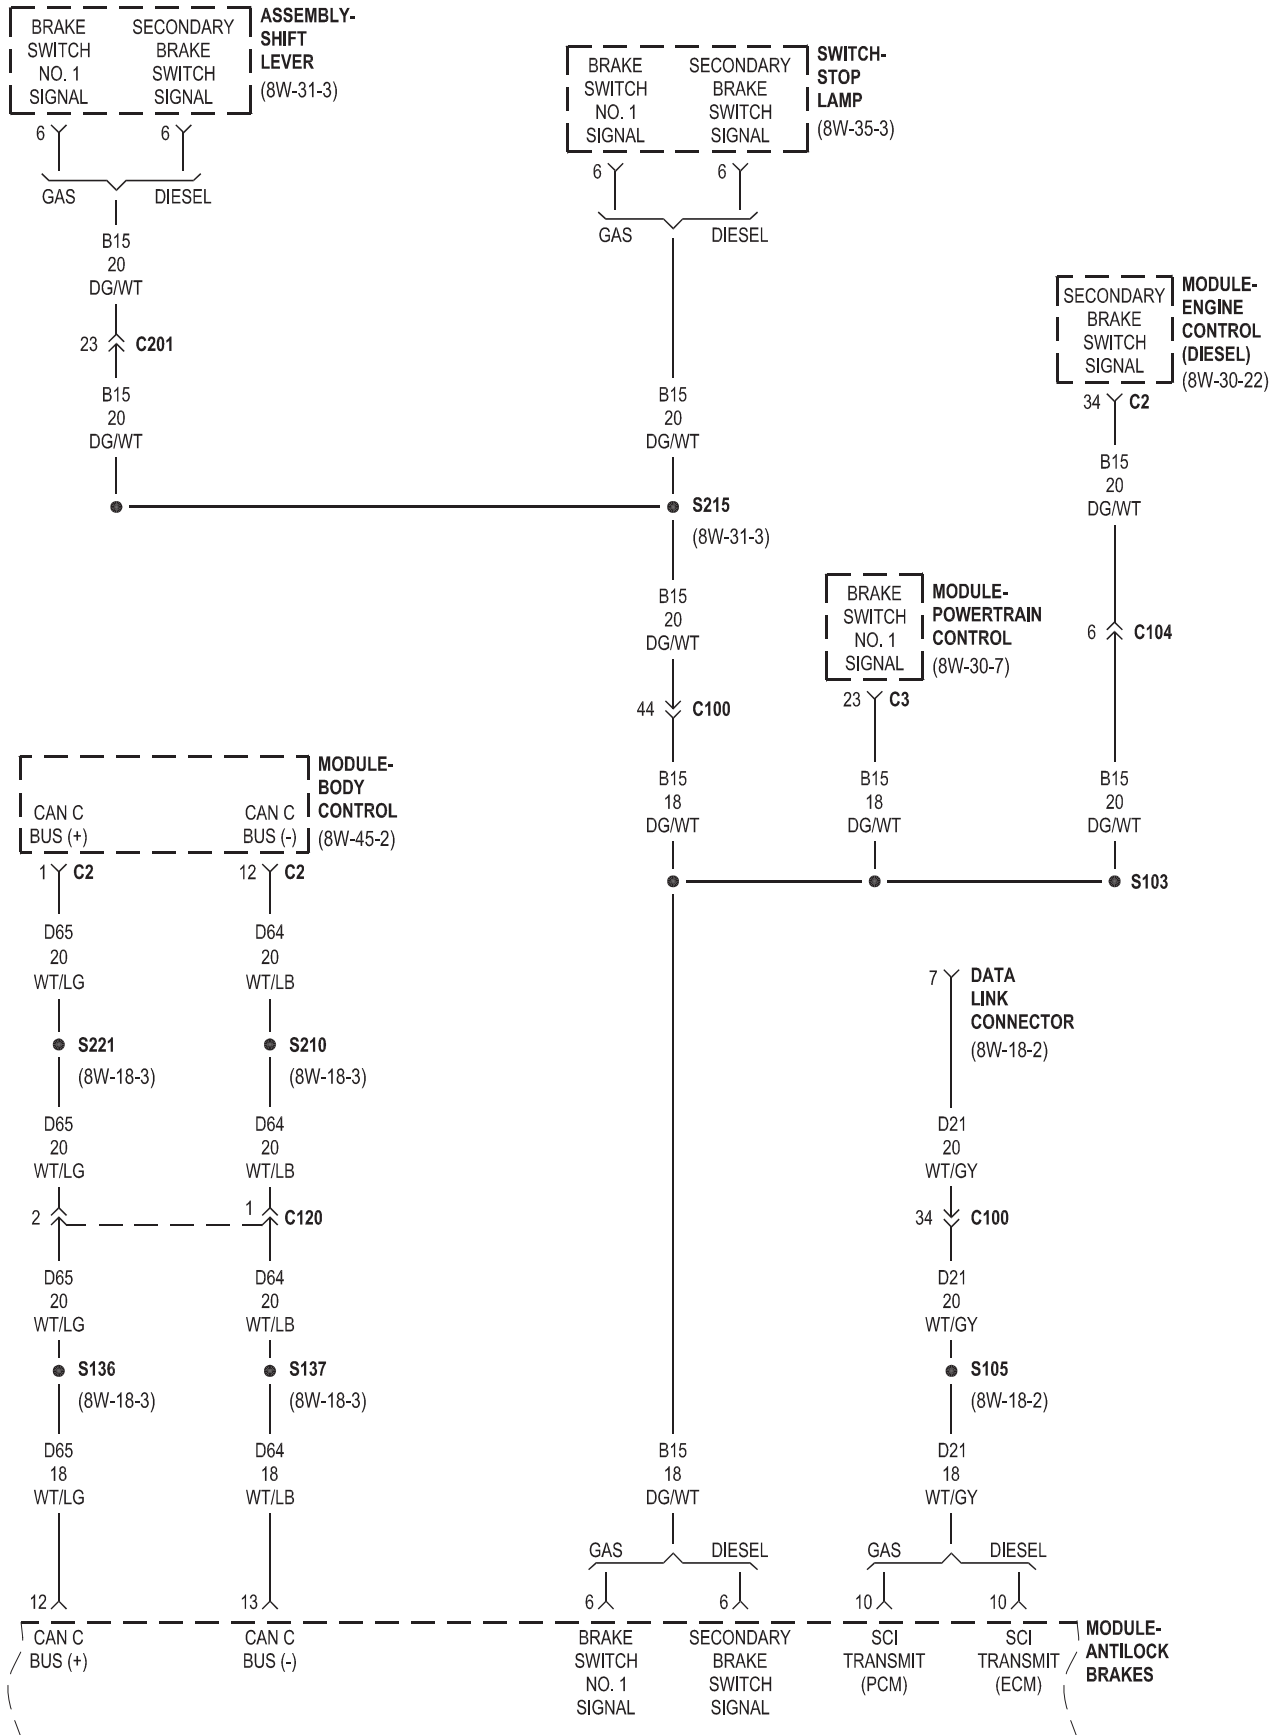 BRAKE
SWITCH
NO. 1
SIGNAL
SECONDARY
BRAKE
SWITCH
SIGNAL
ASSEMBLY-
SHIFT
LEVER
(8W-31-3)
6
6
GAS
DIESEL
B15
20
DG/WT
23
C201
B15
20
DG/WT
BRAKE
SWITCH
NO. 1
SIGNAL
SECONDARY
BRAKE
SWITCH
SIGNAL
SWITCH-
STOP
LAMP
(8W-35-3)
6
6
GAS
DIESEL
B15
20
DG/WT
S215
(8W-31-3)
B15
20
DG/WT
44
C100
B15
18
DG/WT
BRAKE
SWITCH
NO. 1
SIGNAL
MODULE-
POWERTRAIN
CONTROL
(8W-30-7)
23
C3
B15
18
DG/WT
SECONDARY
BRAKE
SWITCH
SIGNAL
MODULE-
ENGINE
CONTROL
(DIESEL)
(8W-30-22)
34
C2
B15
20
DG/WT
6
C104
B15
20
DG/WT
S103
CAN C
BUS (+)
CAN C
BUS (-)
MODULE-
BODY
CONTROL
(8W-45-2)
1
C2
12
C2
D65
20
WT/LG
D64
20
WT/LB
S221
(8W-18-3)
S210
(8W-18-3)
D65
20
WT/LG
D64
20
WT/LB
2
1
C120
D65
20
WT/LG
D64
20
WT/LB
S136
(8W-18-3)
S137
(8W-18-3)
D65
18
WT/LG
D64
18
WT/LB
12
13
7
DATA
LINK
CONNECTOR
(8W-18-2)
D21
20
WT/GY
34
C100
D21
20
WT/GY
S105
(8W-18-2)
B15
18
DG/WT
D21
18
WT/GY
GAS
DIESEL
GAS
DIESEL
6
6
10
10
CAN C
BUS (+)
CAN C
BUS (-)
BRAKE
SWITCH
NO. 1
SIGNAL
SECONDARY
BRAKE
SWITCH
SIGNAL
SCI
TRANSMIT
(PCM)
SCI
TRANSMIT
(ECM)
MODULE-
ANTILOCK
BRAKES